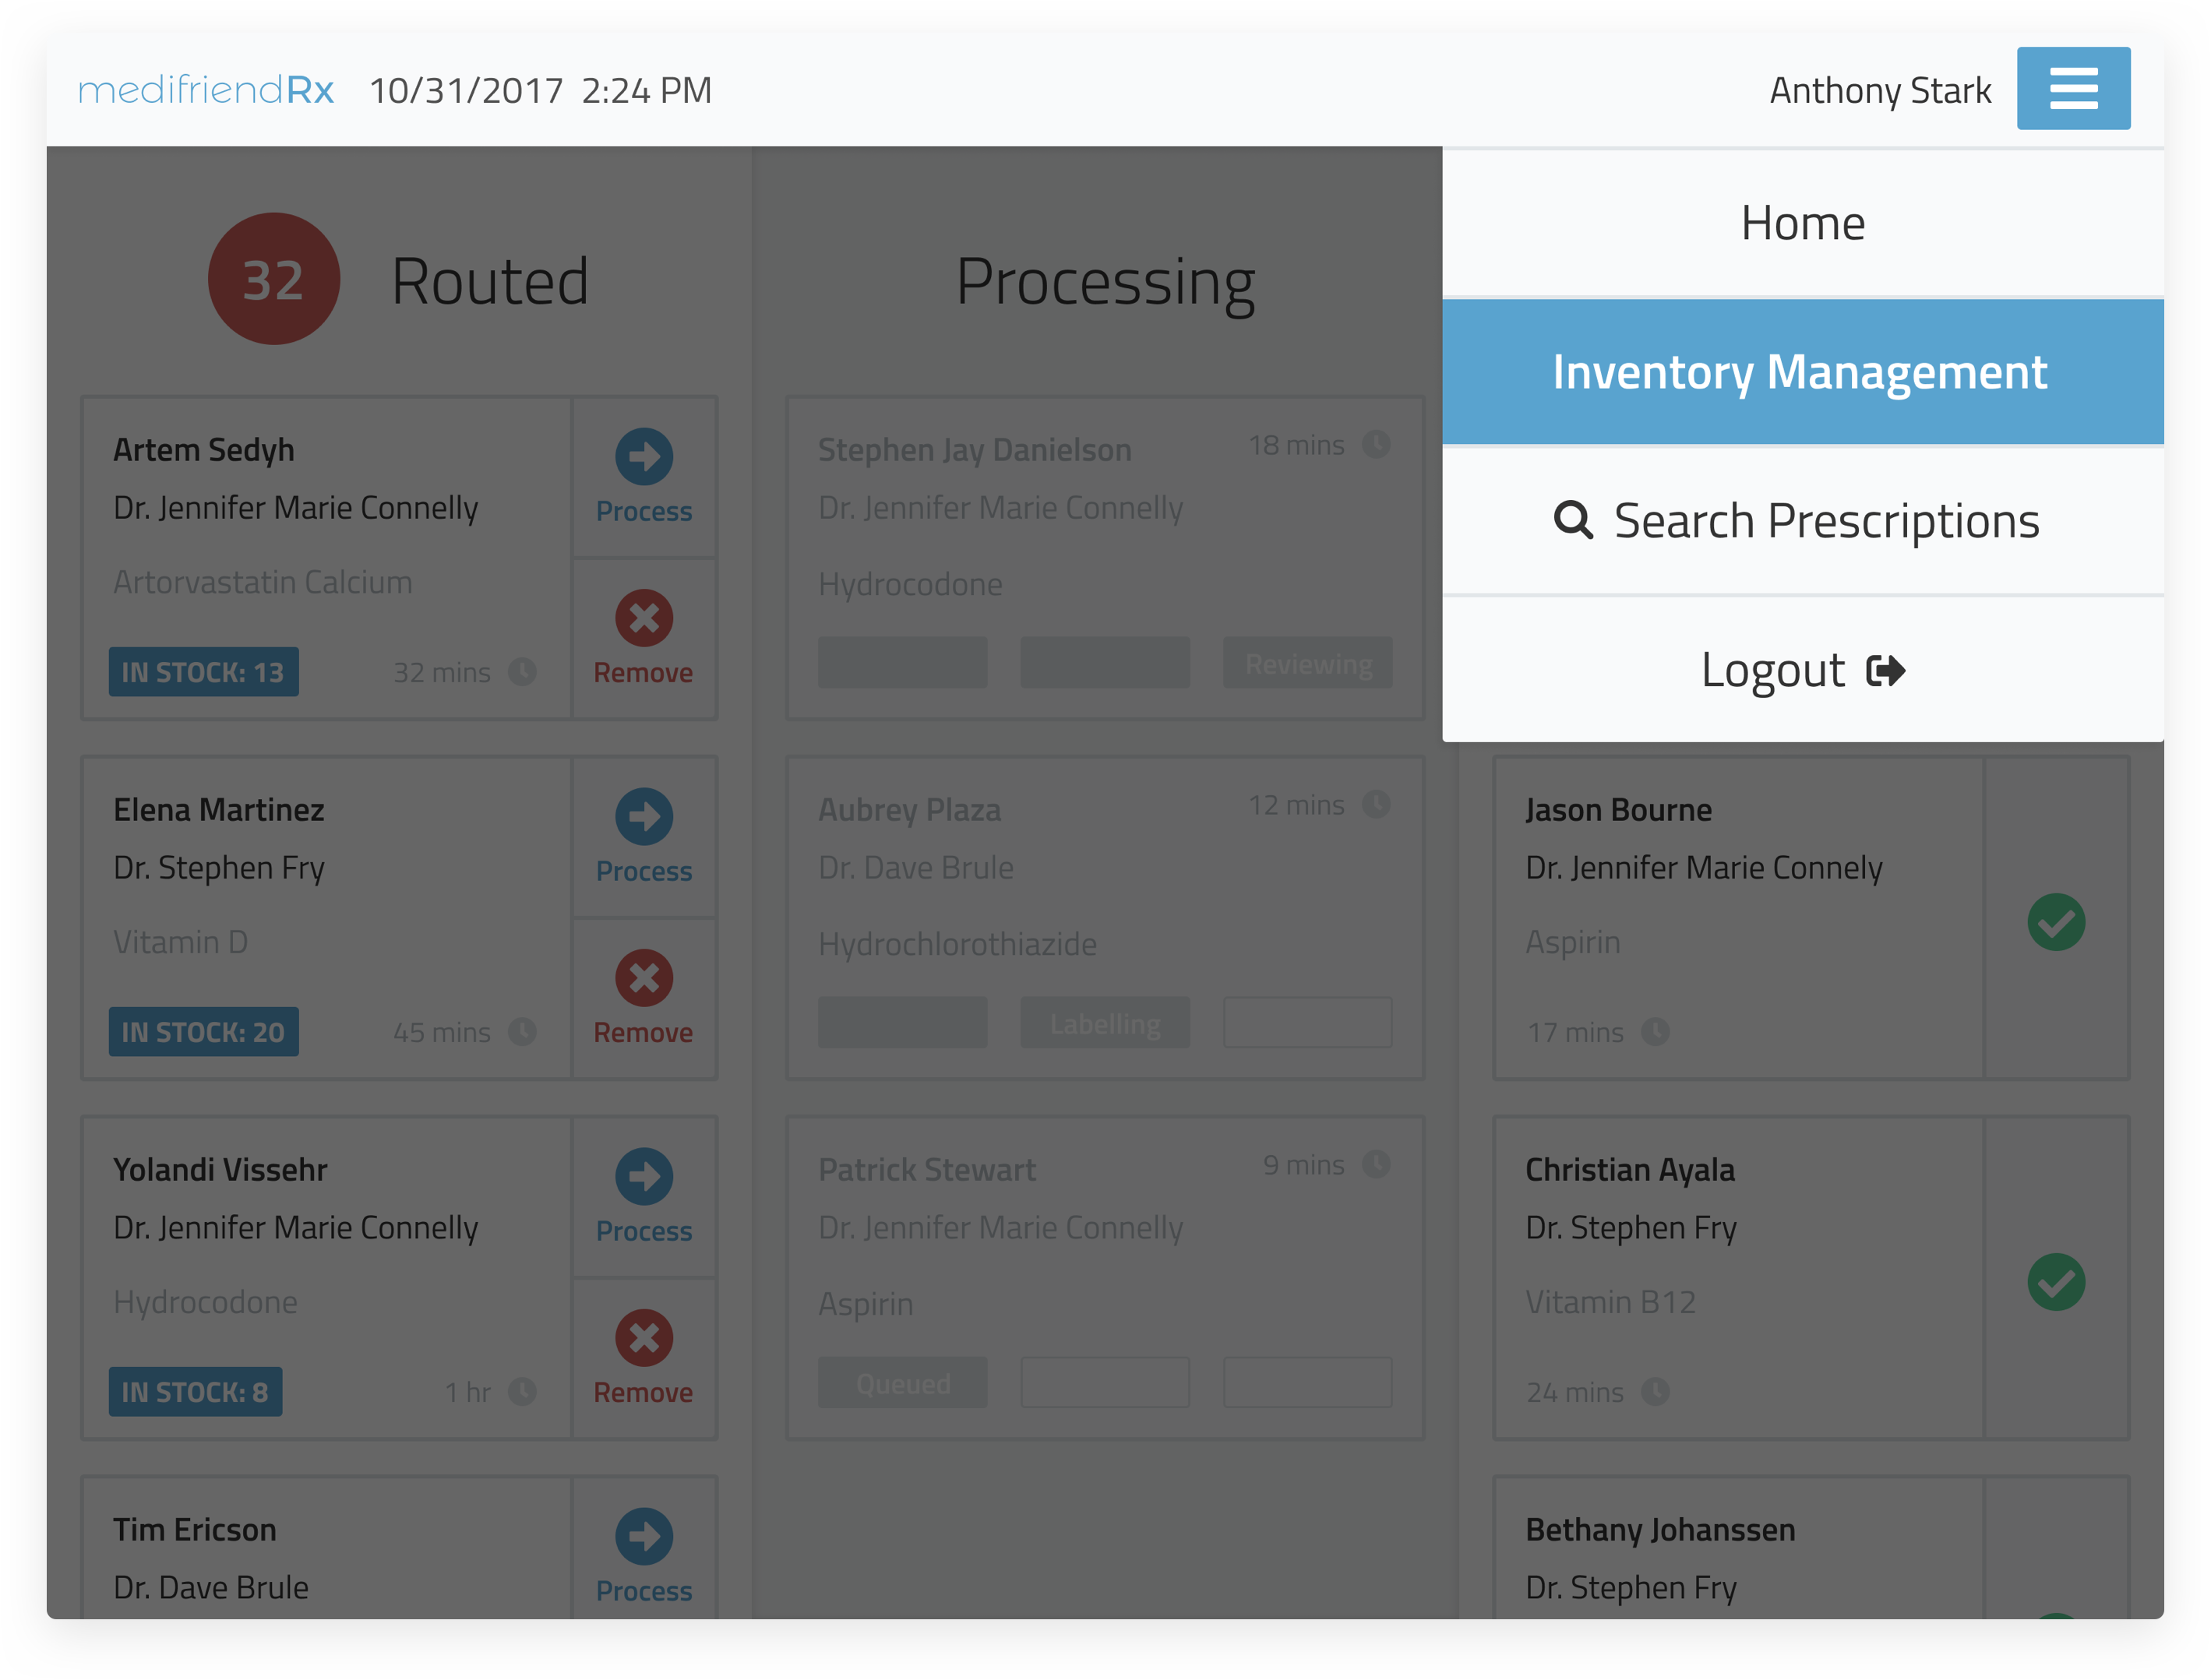 medifriendRx 10/31/2017 2:24 PM
Anthony Stark
Home
Inventory Management
Search Prescriptions
Logout
32 Routed
Artem Sedyh
Dr. Jennifer Marie Connelly
Artorvastatin Calcium
IN STOCK: 13
32 mins
Process
Remove
Elena Martinez
Dr. Stephen Fry
Vitamin D
IN STOCK: 20
45 mins
Process
Remove
Yolandi Vissehr
Dr. Jennifer Marie Connelly
Hydrocodone
IN STOCK: 8
1 hr
Process
Remove
Tim Ericson
Dr. Dave Brule
Process
Processing
Stephen Jay Danielson
18 mins
Dr. Jennifer Marie Connelly
Hydrocodone
Reviewing
Aubrey Plaza
12 mins
Dr. Dave Brule
Hydrochlorothiazide
Labelling
Patrick Stewart
9 mins
Dr. Jennifer Marie Connelly
Aspirin
Queued
Jason Bourne
Dr. Jennifer Marie Connely
Aspirin
17 mins
Christian Ayala
Dr. Stephen Fry
Vitamin B12
24 mins
Bethany Johanssen
Dr. Stephen Fry